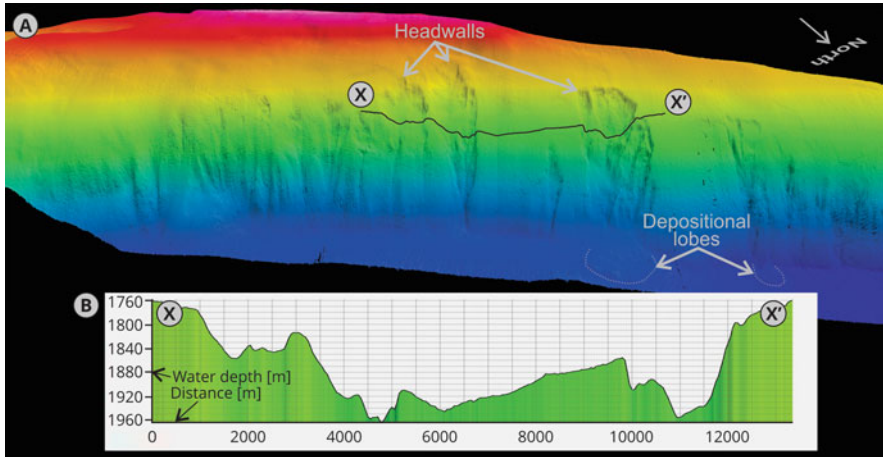 A
Headwalls
North
X
X'
Depositional
lobes
B
1760
1800
1840
1880
1920
1960
X
X'
Water depth [m]
Distance [m]
0
2000
4000
6000
8000
10000
12000